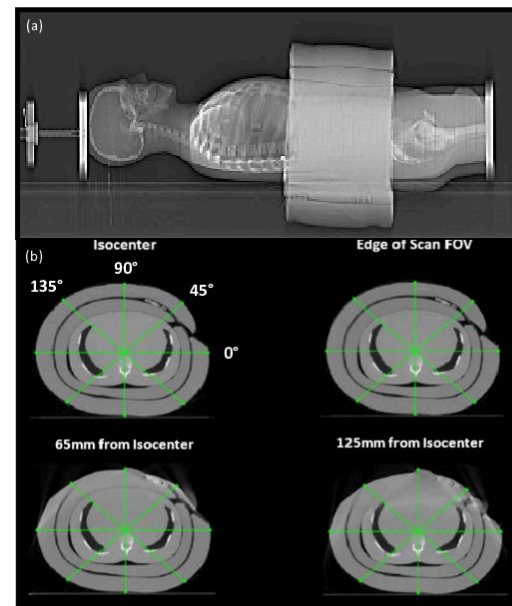 (a)
(b)
Isocenter
Edge of Scan FOV
135°
90°
45°
0°
65mm from Isocenter
125mm from Isocenter